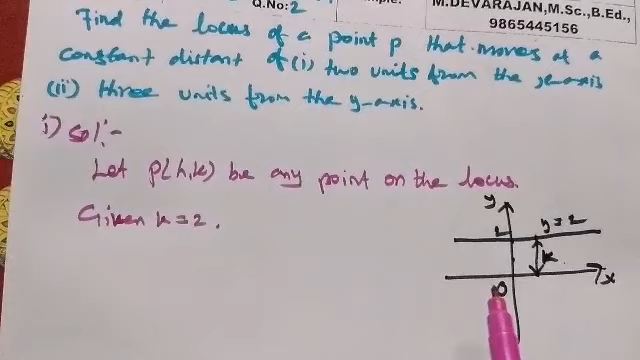 Q.No:2
M.DEVARAJAN,M.Sc.,B.Ed.,
9865445156
Find the locus of a point p that moves at a
constant distant of (i) two units from the x-axis
(ii) three units from the y-axis.
i) Sol:-
Let P(h,k) be any point on the locus.
Given k=2.
y
y=2
2
k
x
O